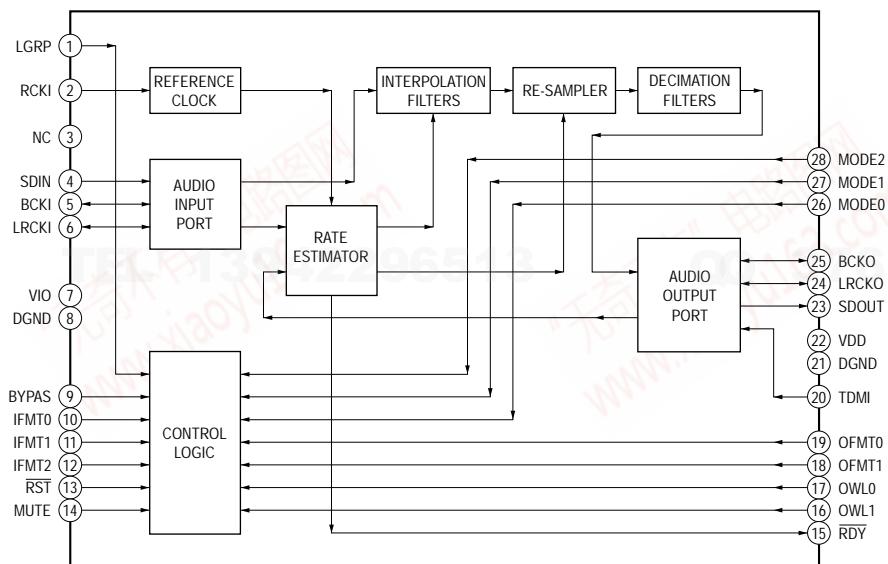 LGRP 1
RCKI 2
NC 3
SDIN 4
BCKI 5
LRCKI 6
VIO 7
DGND 8
BYPAS 9
IFMT0 10
IFMT1 11
IFMT2 12
RST 13
MUTE 14
REFERENCE
CLOCK
INTERPOLATION
FILTERS
RE-SAMPLER
DECIMATION
FILTERS
AUDIO
INPUT
PORT
RATE
ESTIMATOR
AUDIO
OUTPUT
PORT
CONTROL
LOGIC
28 MODE2
27 MODE1
26 MODE0
25 BCKO
24 LRCKO
23 SDOUT
22 VDD
21 DGND
20 TDMI
19 OFMT0
18 OFMT1
17 OWL0
16 OWL1
15 RDY